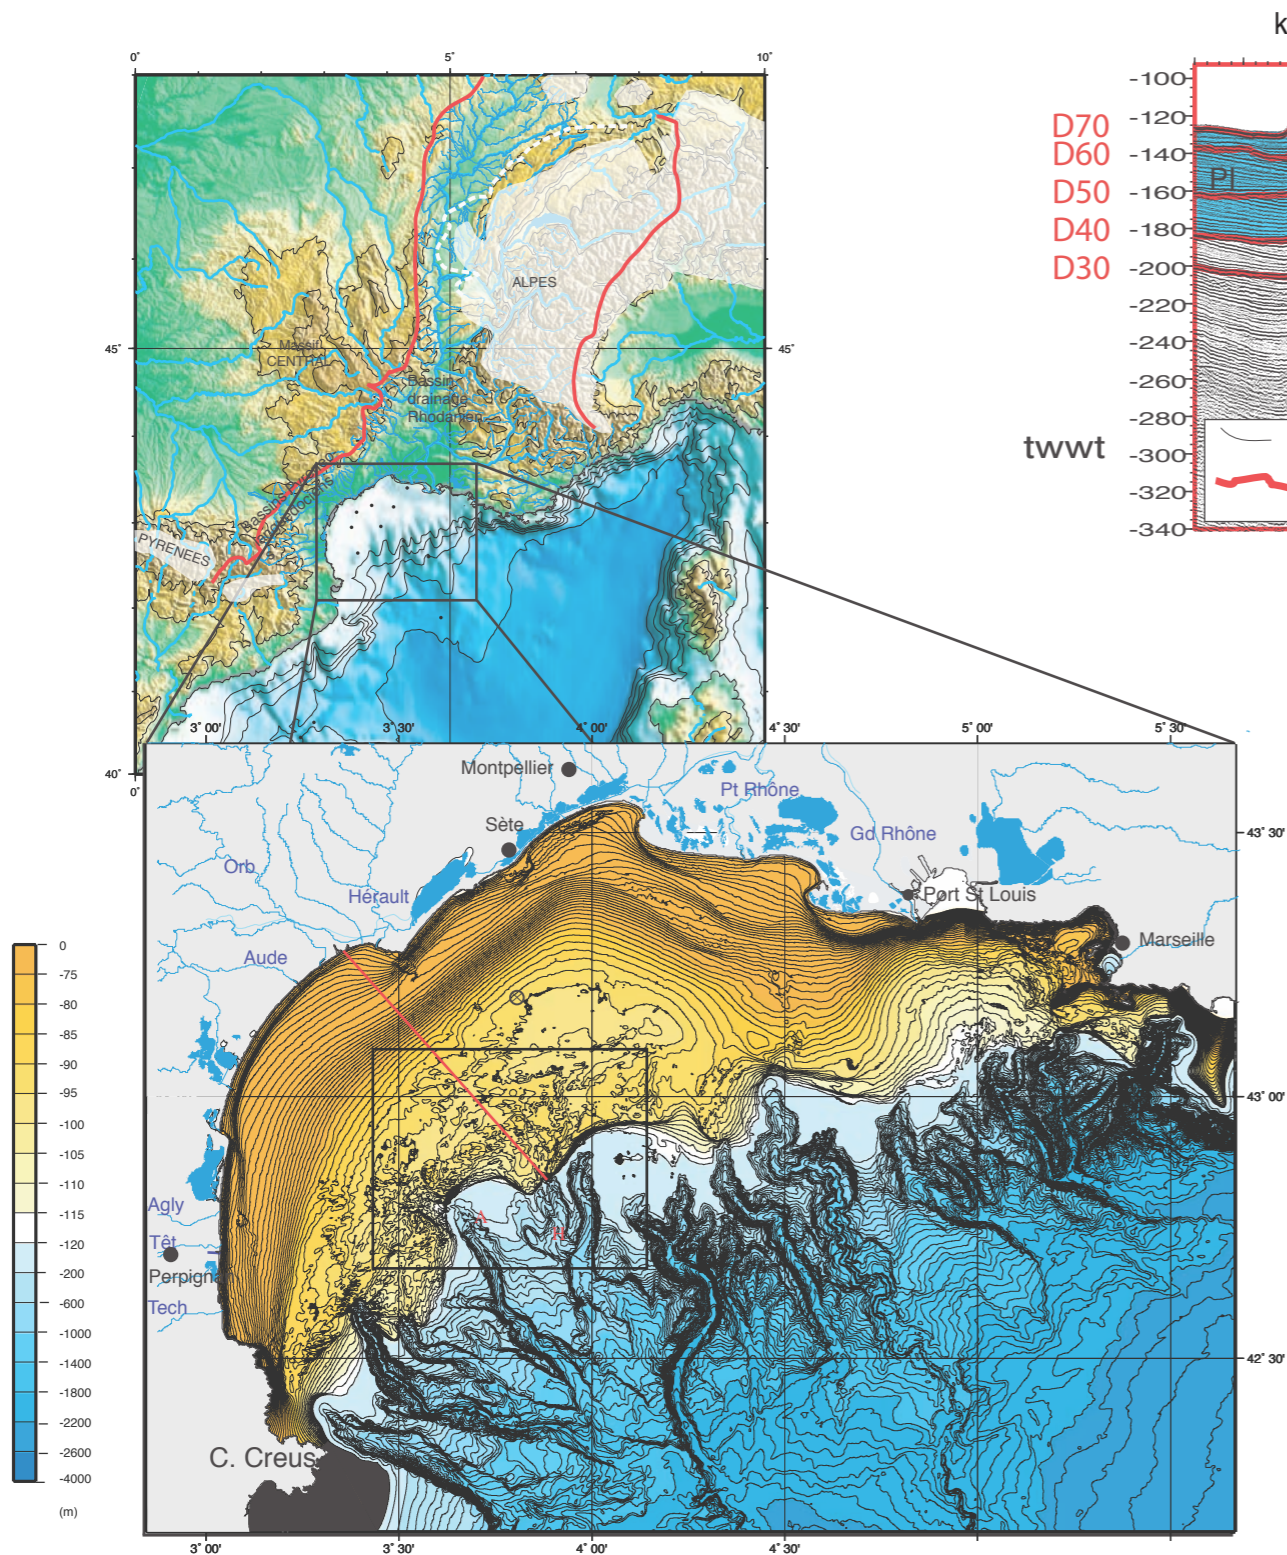 k
0˚ 5˚ 10˚
-100
D70 -120
D60 -140
Pl
D50 -160
D40 -180
D30 -200
-220
-240
-260
-280
twwt -300
-320
-340
ALPES
45˚ 45˚
Massif
CENTRAL
Bassin
drainage
Rhodanien
PYRENEES
40˚
0˚
3˚ 00' 3˚ 30' 4˚ 00' 4˚ 30' 5˚ 00' 5˚ 30'
Montpellier
Pt Rhône
Sète
Gd Rhône
43˚ 30'
Orb
Hérault
Port St Louis
Marseille
Aude
0
-75
-80
-85
-90
-95
-100
-105
-110
-115
-120
-200
-600
-1000
-1400
-1800
-2200
-2600
-4000
(m)
43˚ 00'
Agly
Têt
Perpigna
Tech
42˚ 30'
C. Creus
3˚ 00' 3˚ 30' 4˚ 00' 4˚ 30' 5˚ 00' 5˚ 30'